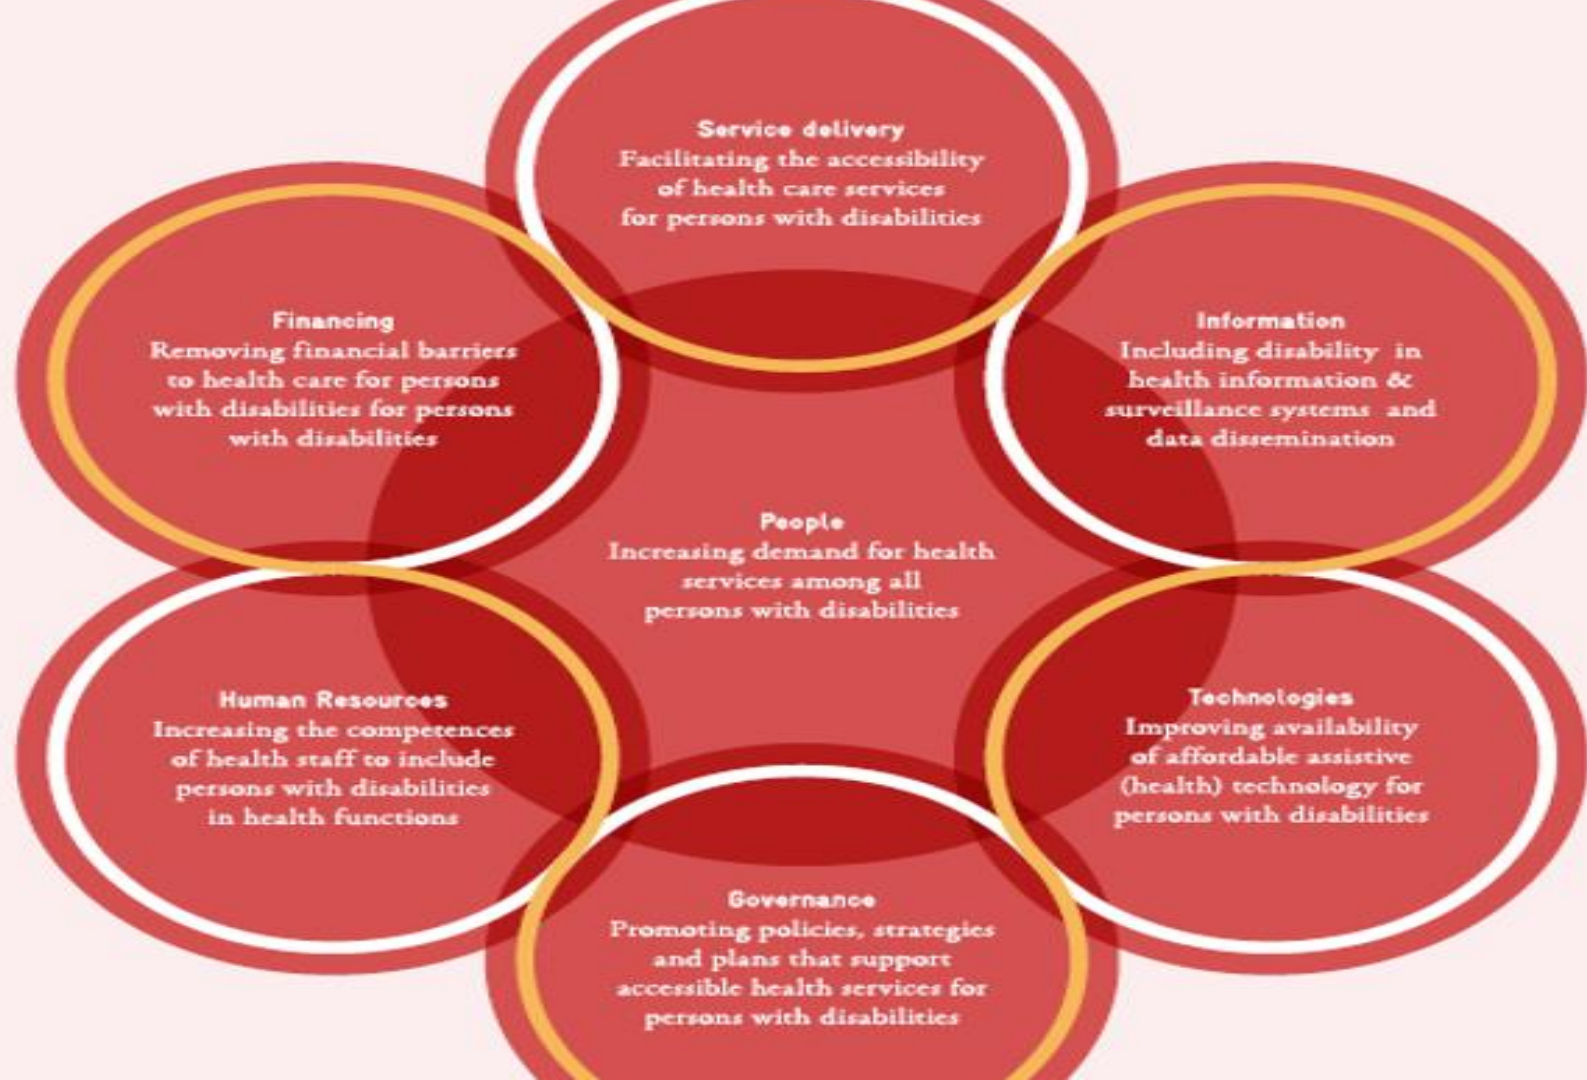 Service delivery
Facilitating the accessibility
of health care services
for persons with disabilities
Financing
Removing financial barriers
to health care for persons
with disabilities for persons
with disabilities
Information
Including disability in
health information &
surveillance systems and
data dissemination
People
Increasing demand for health
services among all
persons with disabilities
Human Resources
Increasing the competences
of health staff to include
persons with disabilities
in health functions
Technologies
Improving availability
of affordable assistive
(health) technology for
persons with disabilities
Governance
Promoting policies, strategies
and plans that support
accessible health services for
persons with disabilities